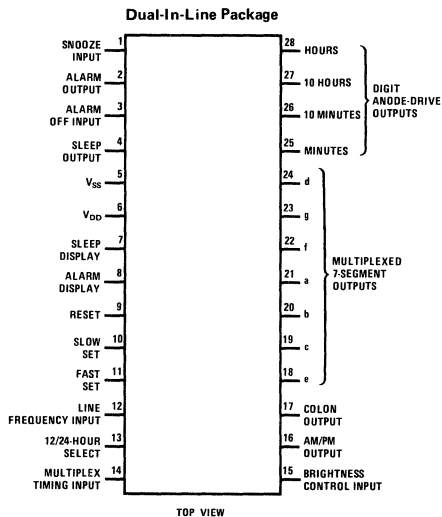 Dual-In-Line Package
SNOOZE
INPUT
1
ALARM
OUTPUT
2
ALARM
OFF INPUT
3
SLEEP
OUTPUT
4
VSS
5
VDD
6
SLEEP
DISPLAY
7
ALARM
DISPLAY
8
RESET
9
SLOW
SET
10
FAST
SET
11
LINE
FREQUENCY INPUT
12
12/24-HOUR
SELECT
13
MULTIPLEX
TIMING INPUT
14
28 HOURS
27 10 HOURS
26 10 MINUTES
25 MINUTES
DIGIT
ANODE-DRIVE
OUTPUTS
24 d
23 g
22 f
21 a
20 b
19 c
18 e
MULTIPLEXED
7-SEGMENT
OUTPUTS
17 COLON
OUTPUT
16 AM/PM
OUTPUT
15 BRIGHTNESS
CONTROL INPUT
TOP VIEW